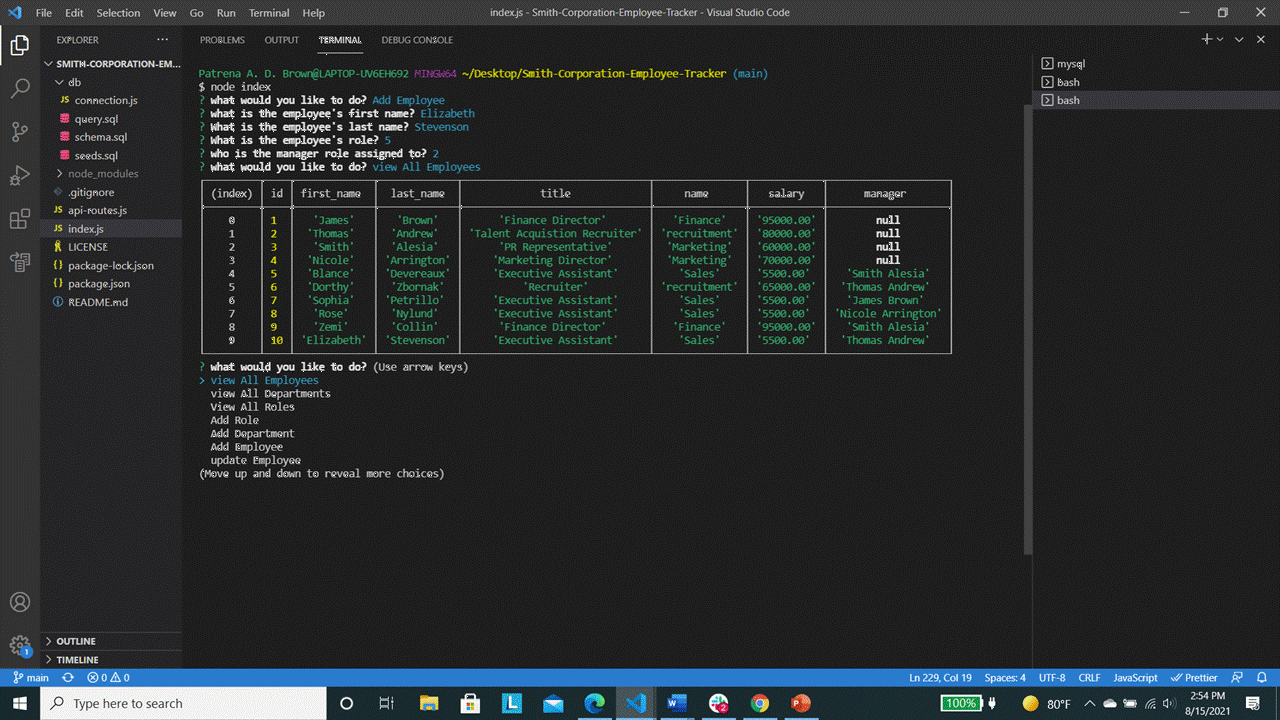 File Edit Selection View Go Run Terminal Help index.js - Smith-Corporation-Employee-Tracker - Visual Studio Code
EXPLORER ...
SMITH-CORPORATION-EM...
db
JS connection.js
query.sql
schema.sql
seeds.sql
node_modules
.gitignore
JS api-routes.js
JS index.js
LICENSE
{} package-lock.json
{} package.json
README.md
OUTLINE
TIMELINE
PROBLEMS OUTPUT TERMINAL DEBUG CONSOLE
Patrena A. D. Brown@LAPTOP-UV6EH692 MINGW64 ~/Desktop/Smith-Corporation-Employee-Tracker (main)
$ node index
? what would you like to do? Add Employee
? what is the employee's first name? Elizabeth
? What is the employee's last name? Stevenson
? What is the employee's role? 5
? who is the manager role assigned to? 2
? what would you like to do? view All Employees
(index) id first_name last_name title name salary manager
0 1 'James' 'Brown' 'Finance Director' 'Finance' '95000.00' null
1 2 'Thomas' 'Andrew' 'Talent Acquistion Recruiter' 'recruitment' '80000.00' null
2 3 'Smith' 'Alesia' 'PR Representative' 'Marketing' '60000.00' null
3 4 'Nicole' 'Arrington' 'Marketing Director' 'Marketing' '70000.00' null
4 5 'Blance' 'Devereaux' 'Executive Assistant' 'Sales' '5500.00' 'Smith Alesia'
5 6 'Dorthy' 'Zbornak' 'Recruiter' 'recruitment' '65000.00' 'Thomas Andrew'
6 7 'Sophia' 'Petrillo' 'Executive Assistant' 'Sales' '5500.00' 'James Brown'
7 8 'Rose' 'Nylund' 'Executive Assistant' 'Sales' '5500.00' 'Nicole Arrington'
8 9 'Zemi' 'Collin' 'Finance Director' 'Finance' '95000.00' 'Smith Alesia'
9 10 'Elizabeth' 'Stevenson' 'Executive Assistant' 'Sales' '5500.00' 'Thomas Andrew'
? what would you like to do? (Use arrow keys)
> view All Employees
view All Departments
View All Roles
Add Role
Add Department
Add Employee
update Employee
(Move up and down to reveal more choices)
mysql
bash
bash
1
main 0 0 Ln 229, Col 19 Spaces: 4 UTF-8 CRLF JavaScript Prettier
Type here to search
L
2
100%
80°F
2:54 PM
8/15/2021